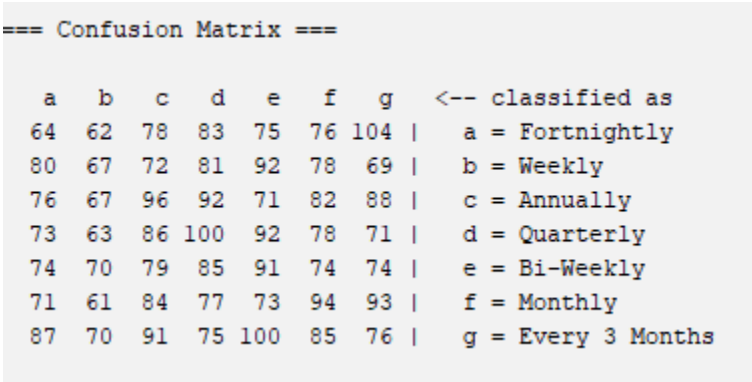 === Confusion Matrix ===
a b c d e f g <-- classified as
64 62 78 83 75 76 104 | a = Fortnightly
80 67 72 81 92 78 69 | b = Weekly
76 67 96 92 71 82 88 | c = Annually
73 63 86 100 92 78 71 | d = Quarterly
74 70 79 85 91 74 74 | e = Bi-Weekly
71 61 84 77 73 94 93 | f = Monthly
87 70 91 75 100 85 76 | g = Every 3 Months